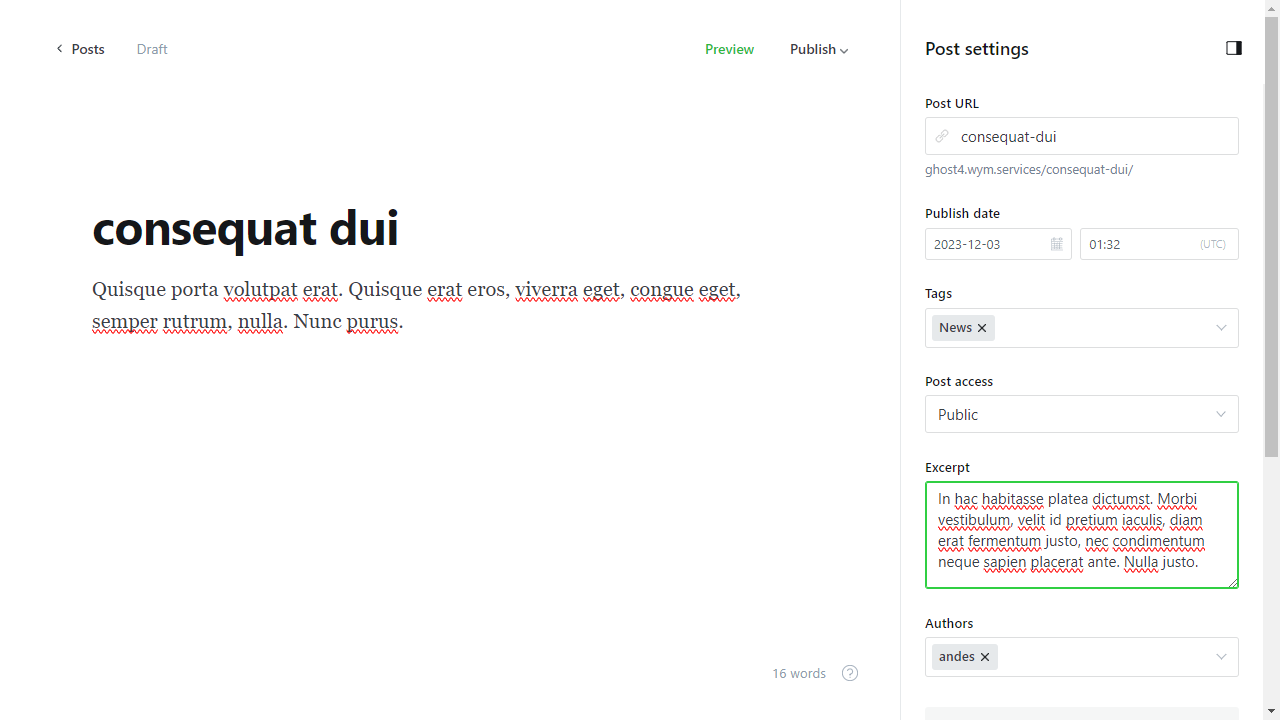 Posts
Draft
Preview
Publish
Post settings
Post URL
consequat-dui
ghost4.wym.services/consequat-dui/
Publish date
2023-12-03
01:32
(UTC)
Tags
News
Post access
Public
Excerpt
In hac habitasse platea dictumst. Morbi
vestibulum, velit id pretium iaculis, diam
erat fermentum justo, nec condimentum
neque sapien placerat ante. Nulla justo.
Authors
andes
consequat dui
Quisque porta volutpat erat. Quisque erat eros, viverra eget, congue eget,
semper rutrum, nulla. Nunc purus.
16 words
?